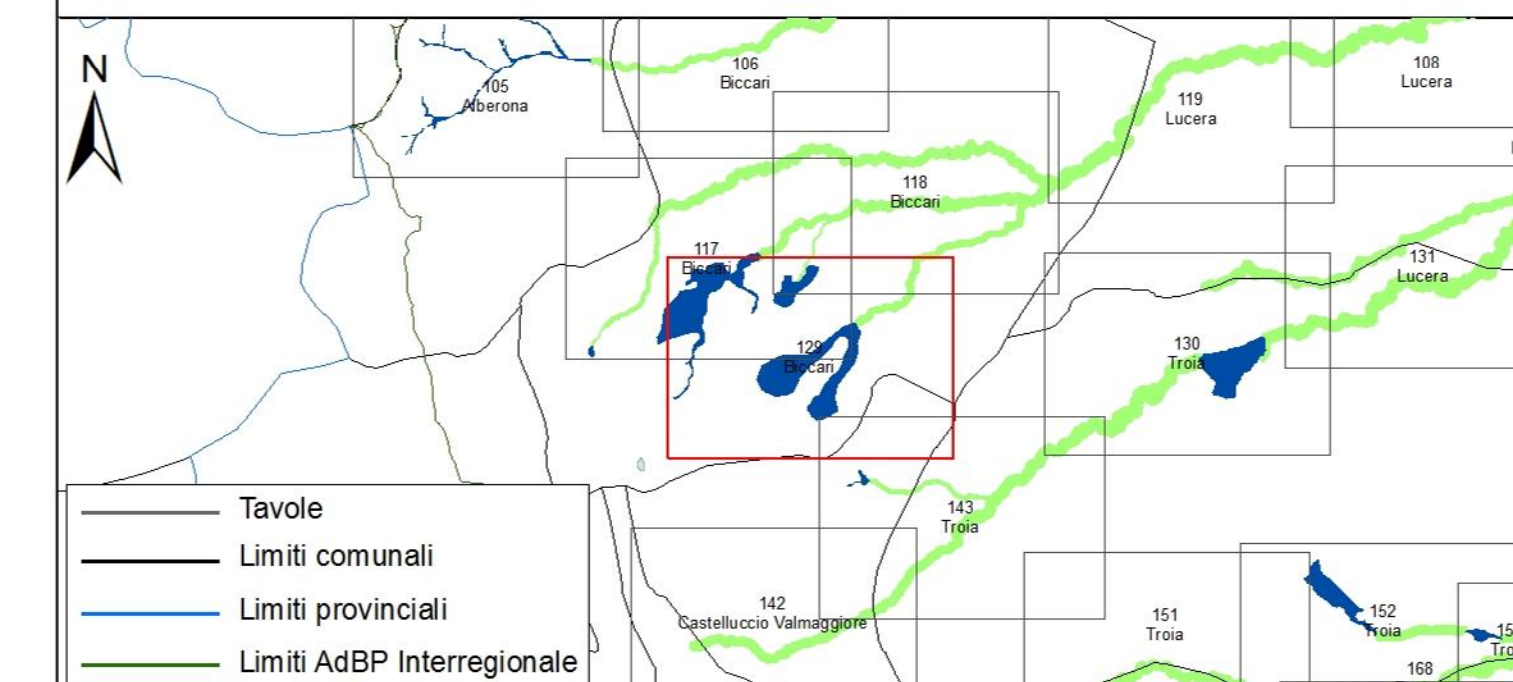 N
105
Alberona
106
Biccari
108
Lucera
119
Lucera
118
Biccari
117
Biccari
131
Lucera
129
Biccari
130
Troia
143
Troia
142
Castelluccio Valmaggiore
151
Troia
152
Troia
168
Tavole
Limiti comunali
Limiti provinciali
Limiti AdBP Interregionale